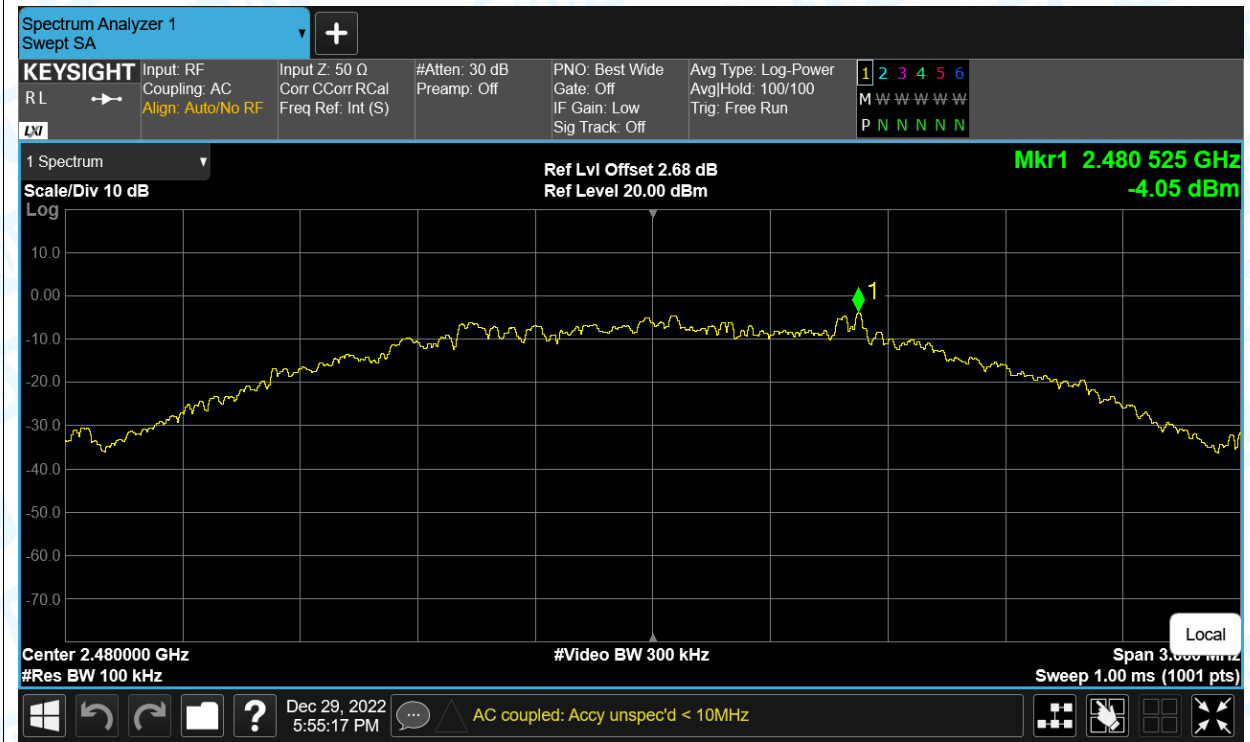 Spectrum Analyzer 1
Swept SA
KEYSIGHT
R L
LXI
Input: RF
Coupling: AC
Align: Auto/No RF
Input Z: 50 Ω
Corr CCorr RCal
Freq Ref: Int (S)
#Atten: 30 dB
Preamp: Off
PNO: Best Wide
Gate: Off
IF Gain: Low
Sig Track: Off
Avg Type: Log-Power
Avg|Hold: 100/100
Trig: Free Run
1 2 3 4 5 6
M W W W W W W
P N N N N N N
1 Spectrum
Scale/Div 10 dB
Log
Ref Lvl Offset 2.68 dB
Ref Level 20.00 dBm
Mkr1 2.480 525 GHz
-4.05 dBm
10.0
0.00
-10.0
-20.0
-30.0
-40.0
-50.0
-60.0
-70.0
1
Local
Center 2.480000 GHz
#Res BW 100 kHz
#Video BW 300 kHz
Span 3.000 MHz
Sweep 1.00 ms (1001 pts)
?
Dec 29, 2022
5:55:17 PM
AC coupled: Accy unspec'd < 10MHz